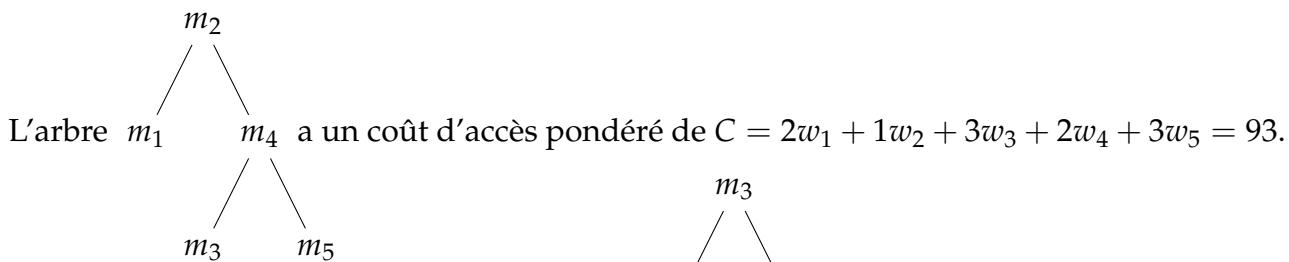 m₂
L'arbre m₁ m₄ a un coût d'accès pondéré de C = 2w₁ + 1w₂ + 3w₃ + 2w₄ + 3w₅ = 93.
m₃
m₃ m₅